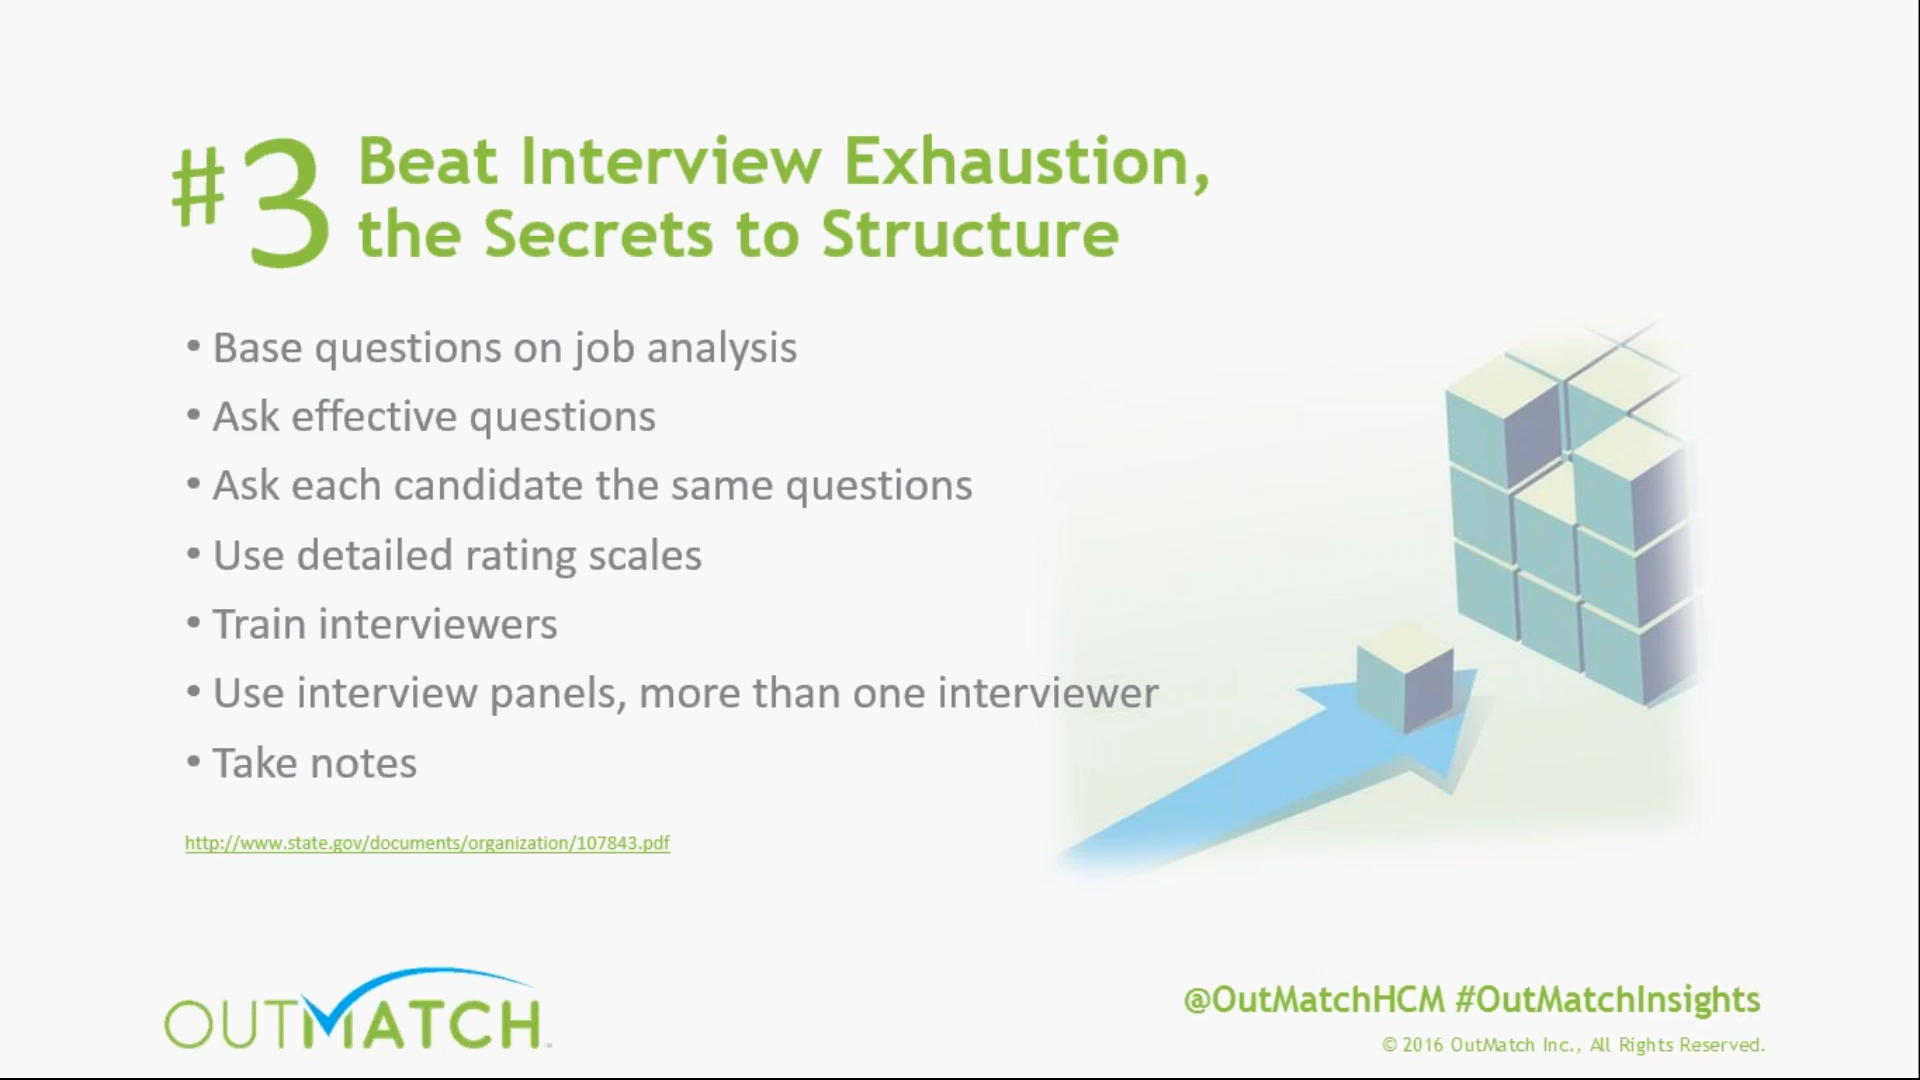 #3 Beat Interview Exhaustion,
the Secrets to Structure
• Base questions on job analysis
• Ask effective questions
• Ask each candidate the same questions
• Use detailed rating scales
• Train interviewers
• Use interview panels, more than one interviewer
• Take notes
http://www.state.gov/documents/organization/107843.pdf
OUTMATCH
@OutMatchHCM #OutMatchInsights
© 2016 OutMatch Inc., All Rights Reserved.